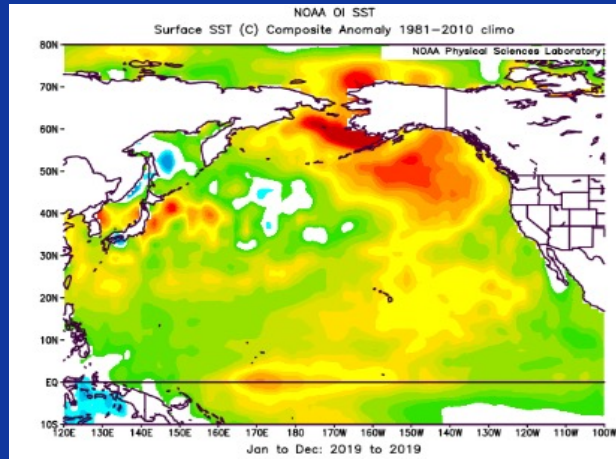 NOAA OI SST
Surface SST (C) Composite Anomaly 1981–2010 climo
NOAA Physical Sciences Laboratory
80N
70N
60N
50N
40N
30N
20N
10N
EQ
10S
120E 130E 140E 150E 160E 170E 180 170W 160W 150W 140W 130W 120W 110W 100W
Jan to Dec: 2019 to 2019